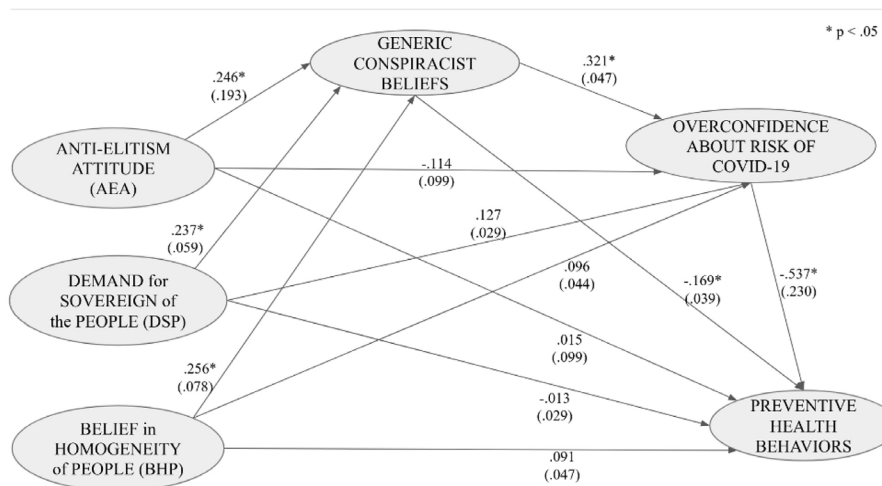 * p < .05
GENERIC
CONSPIRACIST
BELIEFS
.246*
(.193)
.321*
(.047)
OVERCONFIDENCE
ABOUT RISK OF
COVID-19
ANTI-ELITISM
ATTITUDE
(AEA)
-.114
(.099)
.237*
(.059)
.127
(.029)
DEMAND for
SOVEREIGN of
the PEOPLE (DSP)
.096
(.044)
-.169*
(.039)
-.537*
(.230)
.015
(.099)
.256*
(.078)
-.013
(.029)
BELIEF in
HOMOGENEITY
of PEOPLE (BHP)
PREVENTIVE
HEALTH
BEHAVIORS
.091
(.047)